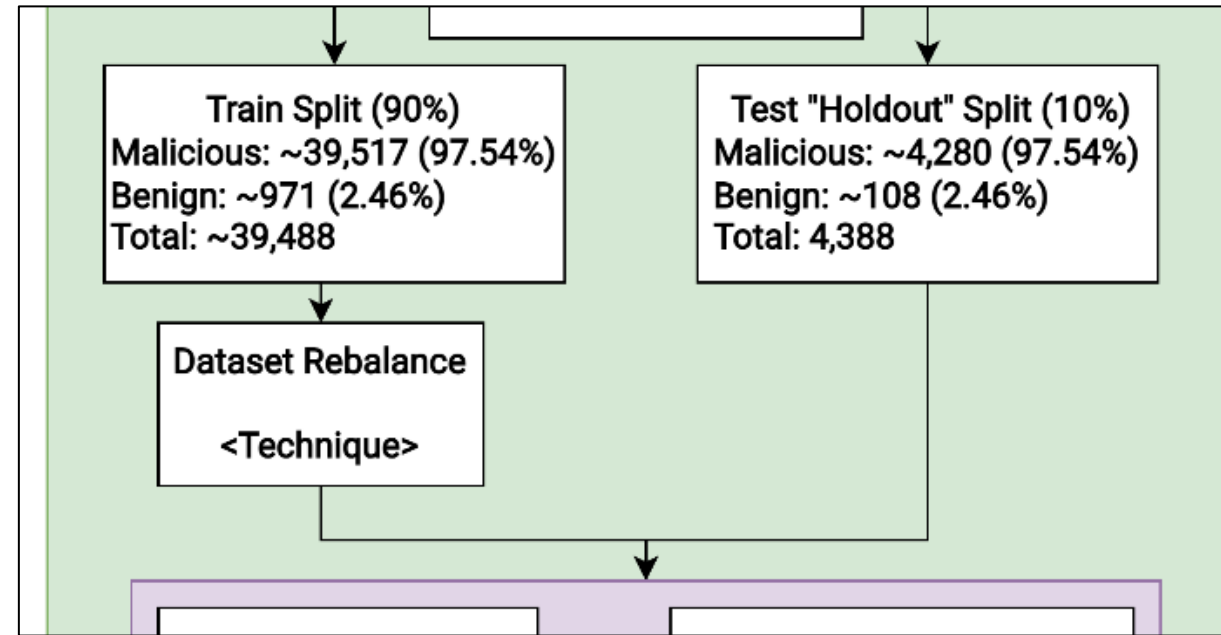 Train Split (90%)
Malicious: ~39,517 (97.54%)
Benign: ~971 (2.46%)
Total: ~39,488
Test "Holdout" Split (10%)
Malicious: ~4,280 (97.54%)
Benign: ~108 (2.46%)
Total: 4,388
Dataset Rebalance
<Technique>